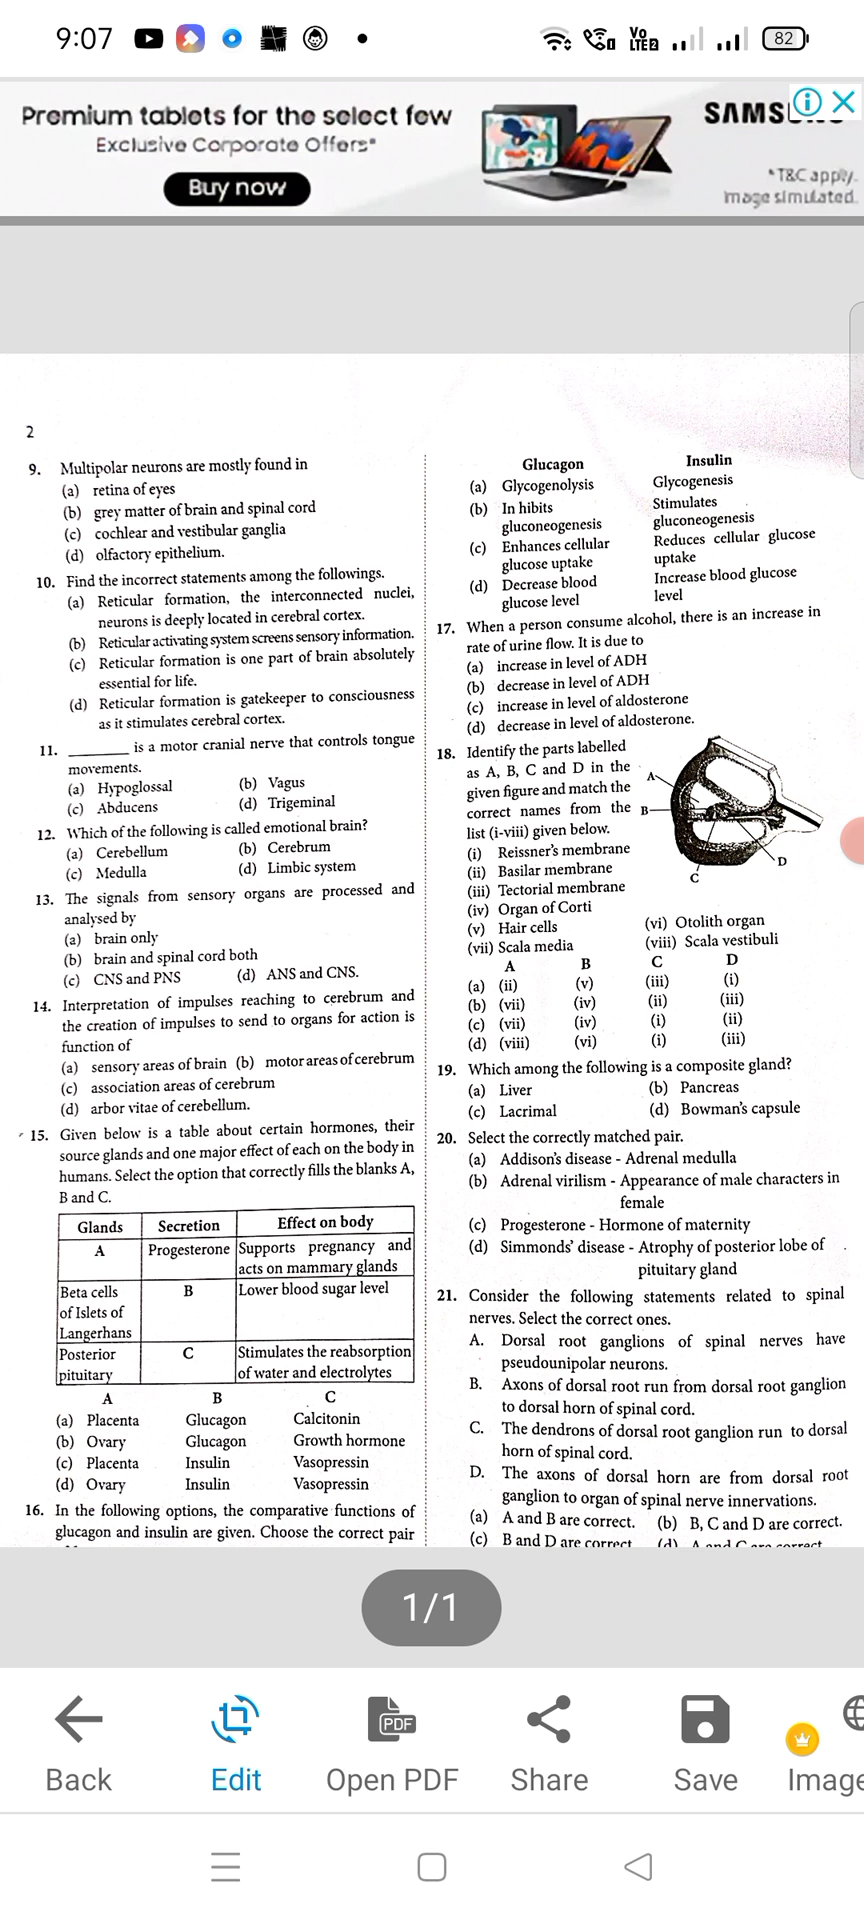 9:07
Vo
LTE 2
82
Premium tablets for the select few
Exclusive Corporate Offers*
Buy now
*T&C apply.
Image simulated.
2
9. Multipolar neurons are mostly found in
(a) retina of eyes
(b) grey matter of brain and spinal cord
(c) cochlear and vestibular ganglia
(d) olfactory epithelium.
10. Find the incorrect statements among the followings.
(a) Reticular formation, the interconnected nuclei,
neurons is deeply located in cerebral cortex.
(b) Reticular activating system screens sensory information.
(c) Reticular formation is one part of brain absolutely
essential for life.
(d) Reticular formation is gatekeeper to consciousness
as it stimulates cerebral cortex.
11. ________ is a motor cranial nerve that controls tongue
movements.
(a) Hypoglossal (b) Vagus
(c) Abducens (d) Trigeminal
12. Which of the following is called emotional brain?
(a) Cerebellum (b) Cerebrum
(c) Medulla (d) Limbic system
13. The signals from sensory organs are processed and
analysed by
(a) brain only
(b) brain and spinal cord both
(c) CNS and PNS (d) ANS and CNS.
14. Interpretation of impulses reaching to cerebrum and
the creation of impulses to send to organs for action is
function of
(a) sensory areas of brain (b) motor areas of cerebrum
(c) association areas of cerebrum
(d) arbor vitae of cerebellum.
15. Given below is a table about certain hormones, their
source glands and one major effect of each on the body in
humans. Select the option that correctly fills the blanks A,
B and C.
Glands Secretion Effect on body
A Progesterone Supports pregnancy and
acts on mammary glands
Beta cells B Lower blood sugar level
of Islets of
Langerhans
Posterior C Stimulates the reabsorption
pituitary of water and electrolytes
A B C
(a) Placenta Glucagon Calcitonin
(b) Ovary Glucagon Growth hormone
(c) Placenta Insulin Vasopressin
(d) Ovary Insulin Vasopressin
16. In the following options, the comparative functions of
glucagon and insulin are given. Choose the correct pair
Glucagon Insulin
(a) Glycogenolysis Glycogenesis
(b) In hibits Stimulates
gluconeogenesis gluconeogenesis
(c) Enhances cellular Reduces cellular glucose
glucose uptake uptake
(d) Decrease blood Increase blood glucose
glucose level level
17. When a person consume alcohol, there is an increase in
rate of urine flow. It is due to
(a) increase in level of ADH
(b) decrease in level of ADH
(c) increase in level of aldosterone
(d) decrease in level of aldosterone.
18. Identify the parts labelled
as A, B, C and D in the
given figure and match the
correct names from the
list (i-viii) given below.
A
B
C
D
(i) Reissner's membrane
(ii) Basilar membrane
(iii) Tectorial membrane
(iv) Organ of Corti
(v) Hair cells (vi) Otolith organ
(vii) Scala media (viii) Scala vestibuli
A B C D
(a) (ii) (v) (iii) (i)
(b) (vii) (iv) (ii) (iii)
(c) (vii) (iv) (i) (ii)
(d) (viii) (vi) (i) (iii)
19. Which among the following is a composite gland?
(a) Liver (b) Pancreas
(c) Lacrimal (d) Bowman's capsule
20. Select the correctly matched pair.
(a) Addison's disease - Adrenal medulla
(b) Adrenal virilism - Appearance of male characters in
female
(c) Progesterone - Hormone of maternity
(d) Simmonds' disease - Atrophy of posterior lobe of
pituitary gland
21. Consider the following statements related to spinal
nerves. Select the correct ones.
A. Dorsal root ganglions of spinal nerves have
pseudounipolar neurons.
B. Axons of dorsal root run from dorsal root ganglion
to dorsal horn of spinal cord.
C. The dendrons of dorsal root ganglion run to dorsal
horn of spinal cord.
D. The axons of dorsal horn are from dorsal root
ganglion to organ of spinal nerve innervations.
(a) A and B are correct. (b) B, C and D are correct.
(c) B and D are correct (d) A and C are correct
1/1
PDF
Back
Edit
Open PDF
Share
Save
Image